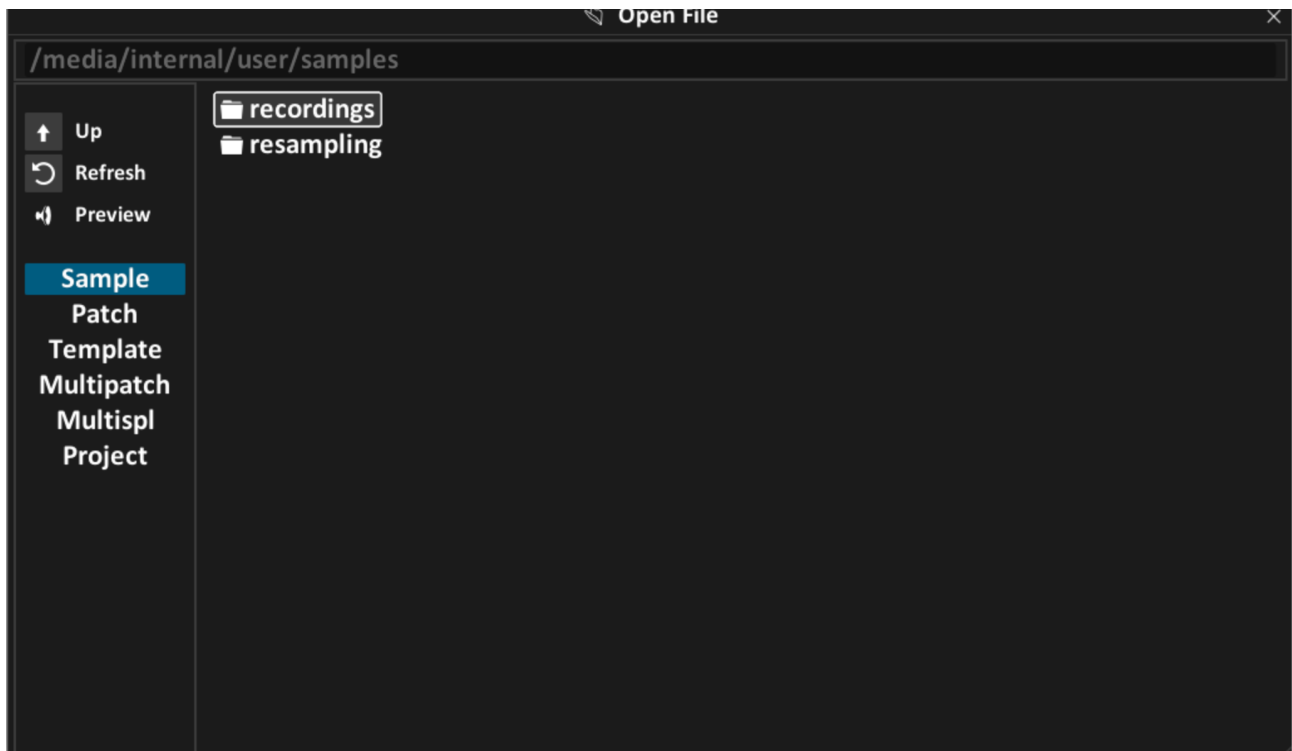 Open File
/media/internal/user/samples
Up
Refresh
Preview
Sample
Patch
Template
Multipatch
Multispl
Project
recordings
resampling